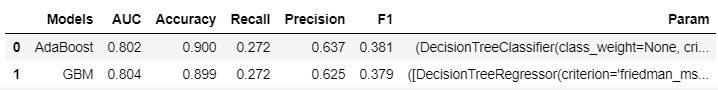 Models AUC Accuracy Recall Precision F1 Param
0 AdaBoost 0.802 0.900 0.272 0.637 0.381 (DecisionTreeClassifier(class_weight=None, cri...
1 GBM 0.804 0.899 0.272 0.625 0.379 ([DecisionTreeRegressor(criterion='friedman_ms...